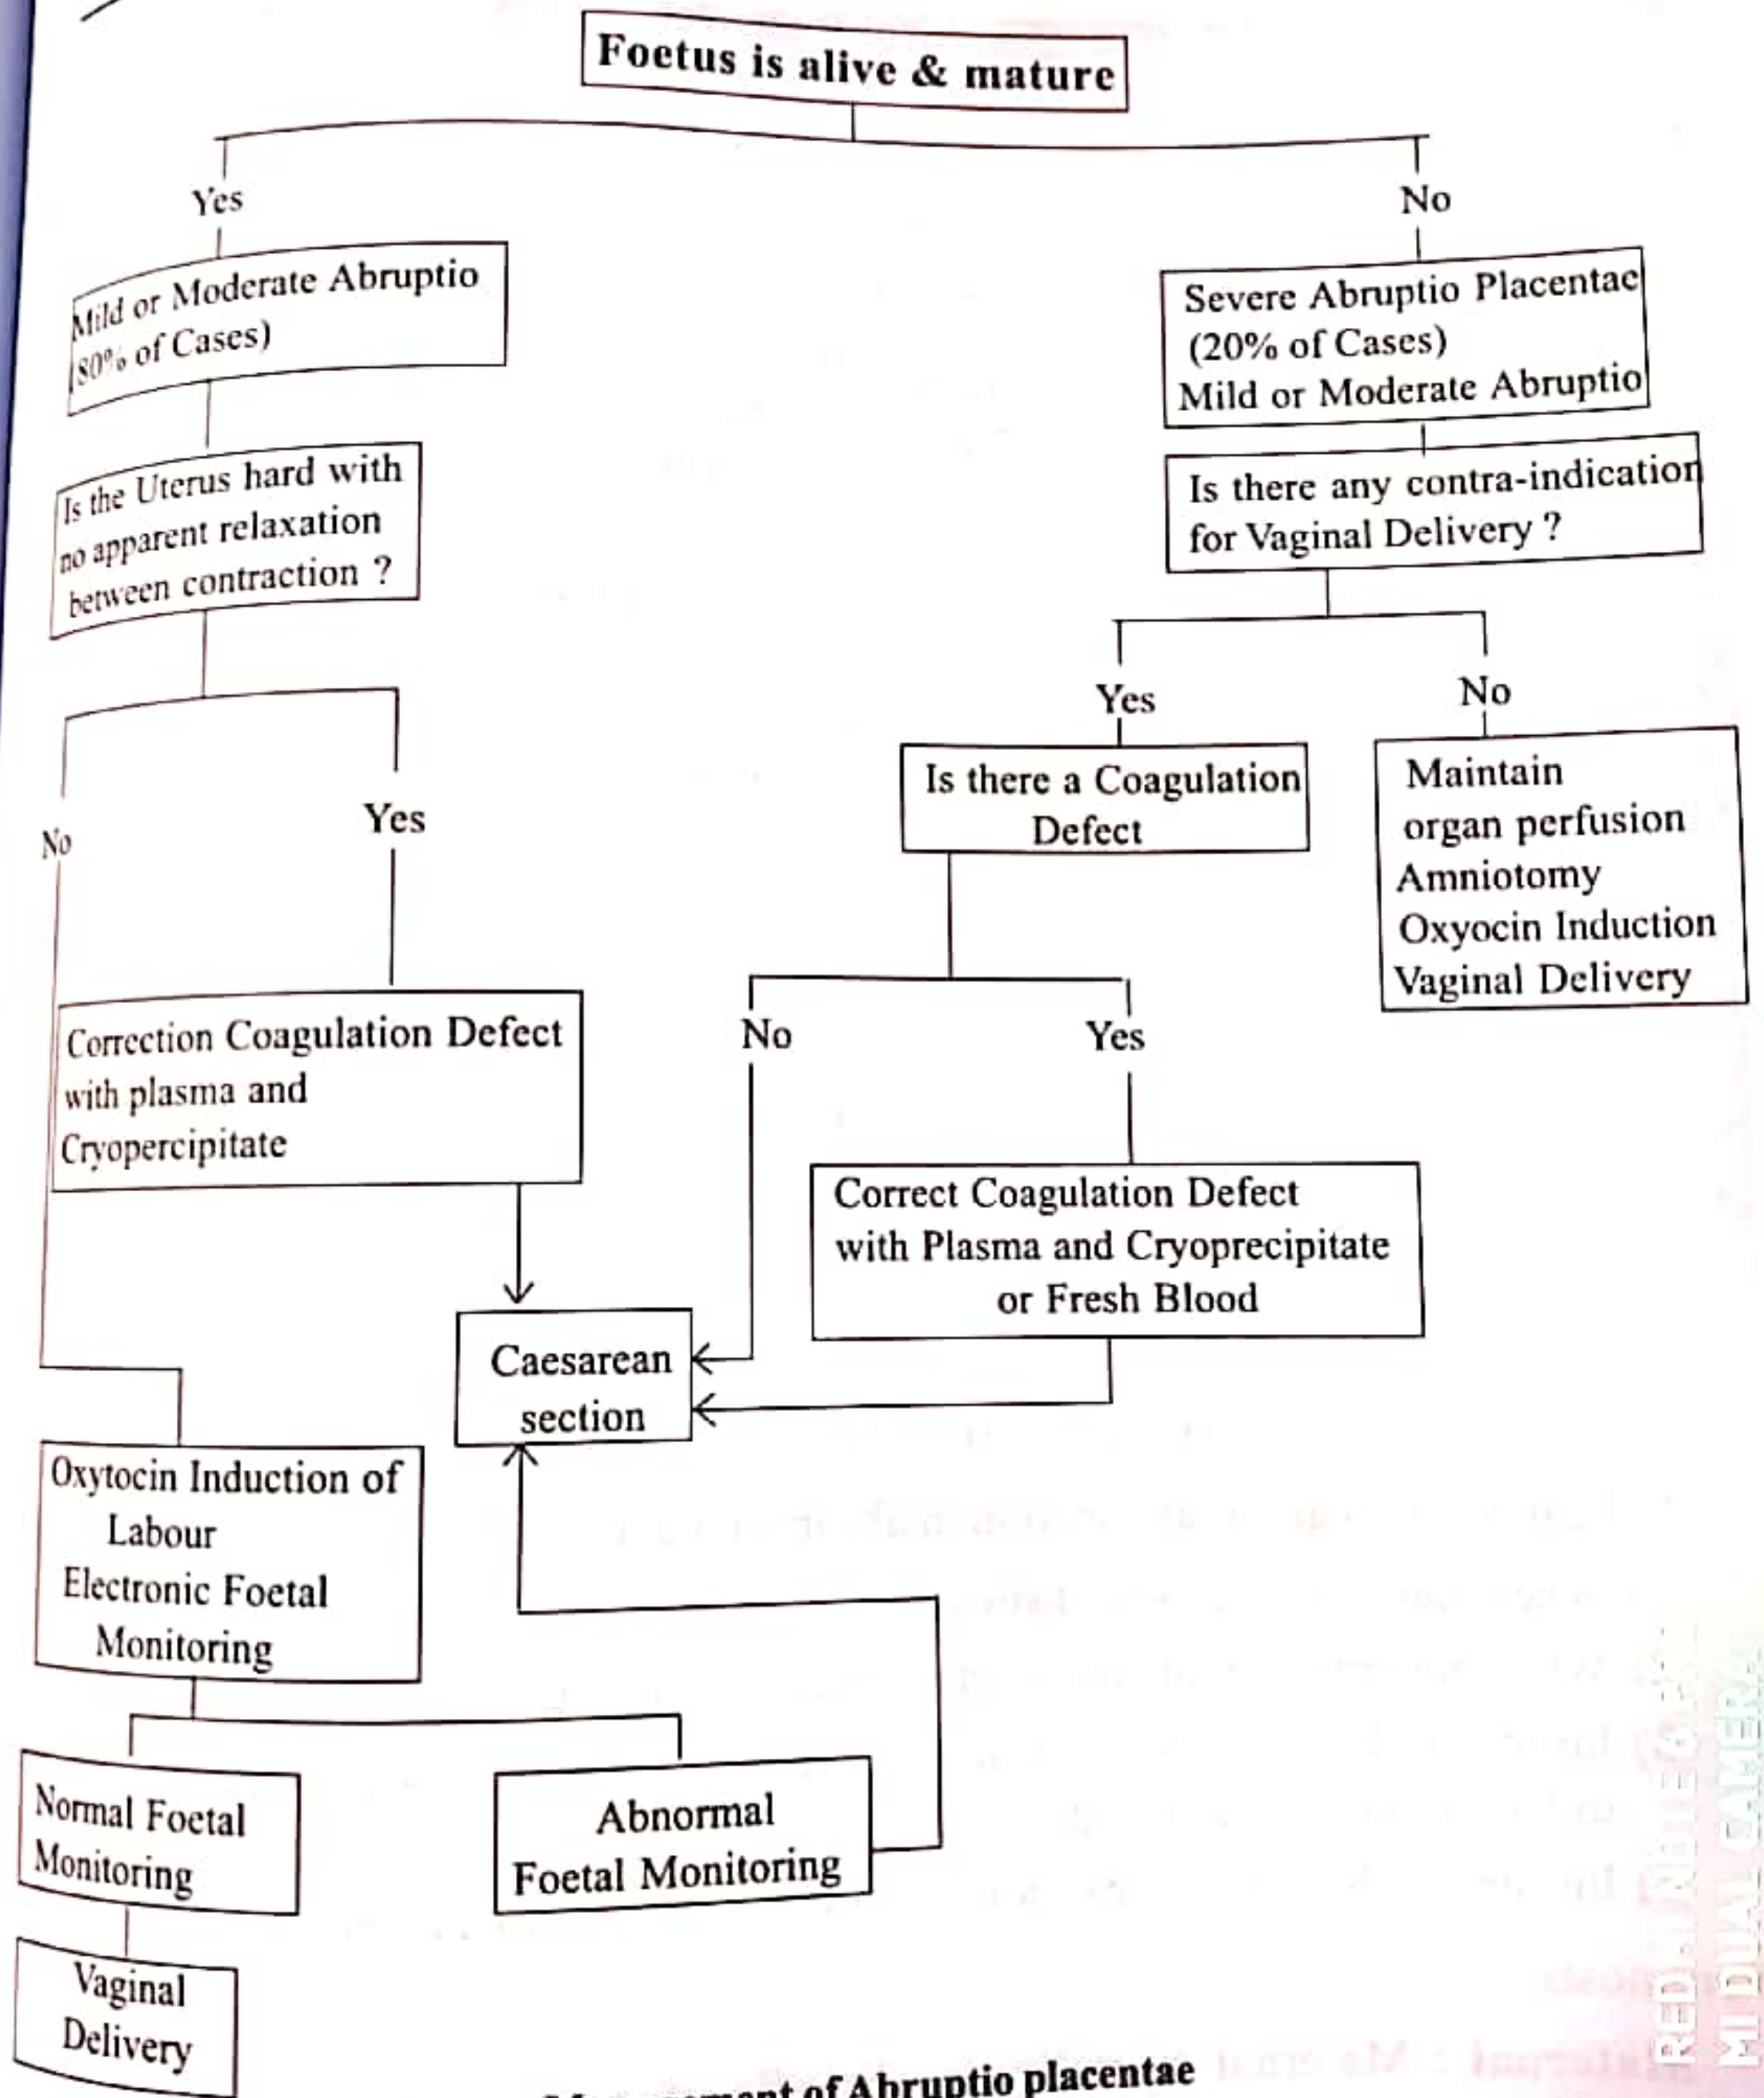 Foetus is alive & mature
Yes
No
Mild or Moderate Abruptio
80% of Cases)
Severe Abruptio Placentae
(20% of Cases)
Mild or Moderate Abruptio
Is the Uterus hard with
no apparent relaxation
between contraction ?
Is there any contra-indication
for Vaginal Delivery ?
No
Yes
Yes
No
Is there a Coagulation
Defect
Maintain
organ perfusion
Amniotomy
Oxyocin Induction
Vaginal Delivery
Correction Coagulation Defect
with plasma and
Cryopercipitate
No
Yes
Correct Coagulation Defect
with Plasma and Cryoprecipitate
or Fresh Blood
Caesarean
section
Oxytocin Induction of
Labour
Electronic Foetal
Monitoring
Normal Foetal
Monitoring
Abnormal
Foetal Monitoring
Vaginal
Delivery
of Abruptio placentae
MI DUAL CAMERA